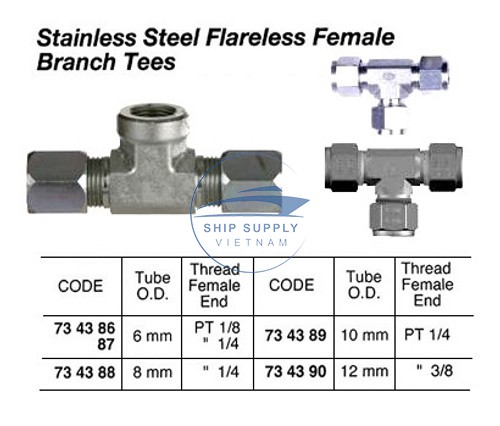 Stainless Steel Flareless Female
Branch Tees
SHIP SUPPLY
VIETNAM
CODE Tube O.D. Thread Female End CODE Tube O.D. Thread Female End
73 43 86 6 mm PT 1/8 73 43 89 10 mm PT 1/4
87 " 1/4
73 43 88 8 mm " 1/4 73 43 90 12 mm " 3/8